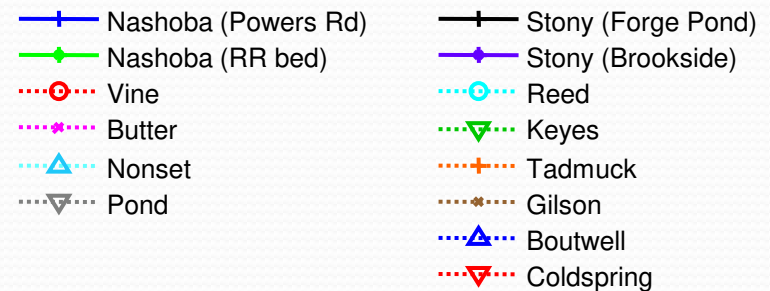 Nashoba (Powers Rd)
Nashoba (RR bed)
Vine
Butter
Nonset
Pond
Stony (Forge Pond)
Stony (Brookside)
Reed
Keyes
Tadmuck
Gilson
Boutwell
Coldspring